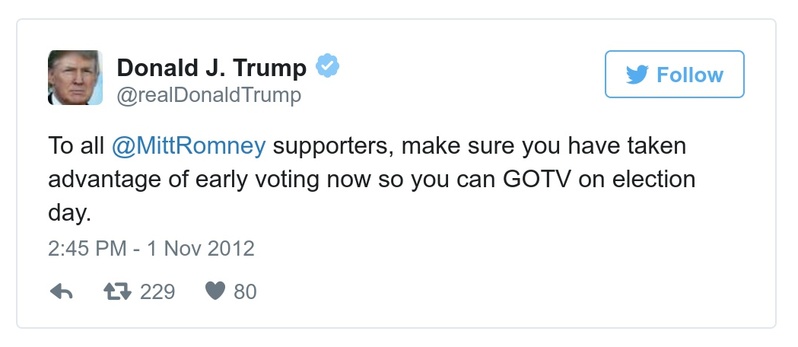 Donald J. Trump
@realDonaldTrump
Follow
To all @MittRomney supporters, make sure you have taken
advantage of early voting now so you can GOTV on election
day.
2:45 PM - 1 Nov 2012
229 80